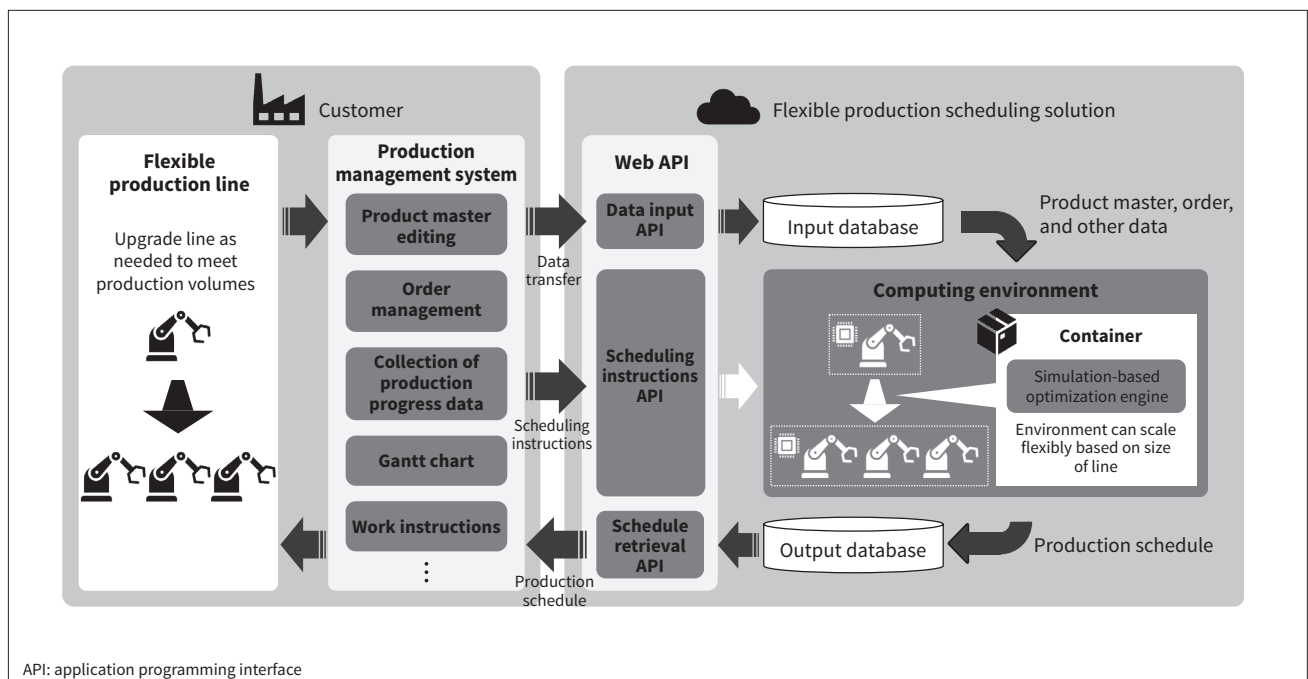 Customer
Flexible
production line
Upgrade line as
needed to meet
production volumes
Production
management system
Product master
editing
Order
management
Collection of
production
progress data
Gantt chart
Work instructions
Data
transfer
Scheduling
instructions
Production
schedule
Flexible production scheduling solution
Web API
Data input
API
Scheduling
instructions
API
Schedule
retrieval
API
Input database
Product master, order,
and other data
Computing environment
Container
Simulation-based
optimization engine
Environment can scale
flexibly based on size
of line
Output database
Production schedule
API: application programming interface